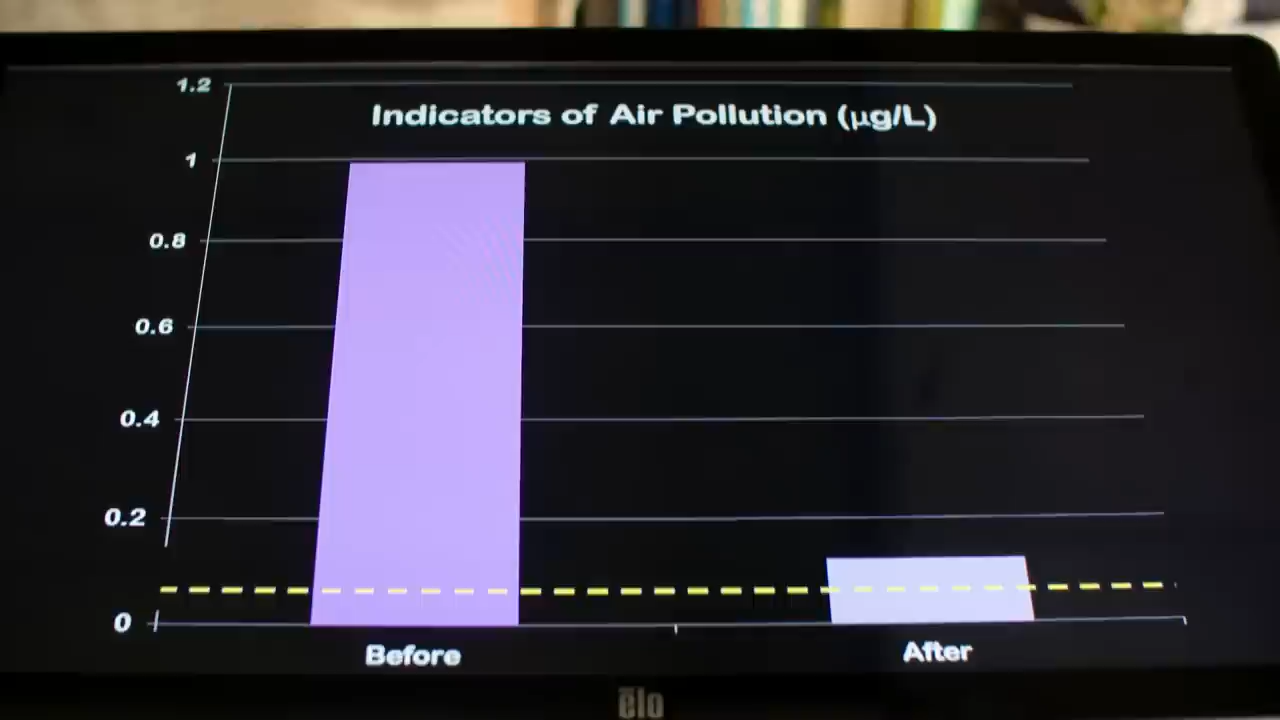 Indicators of Air Pollution (µg/L)
1.2
1
0.8
0.6
0.4
0.2
0
Before
After
elo